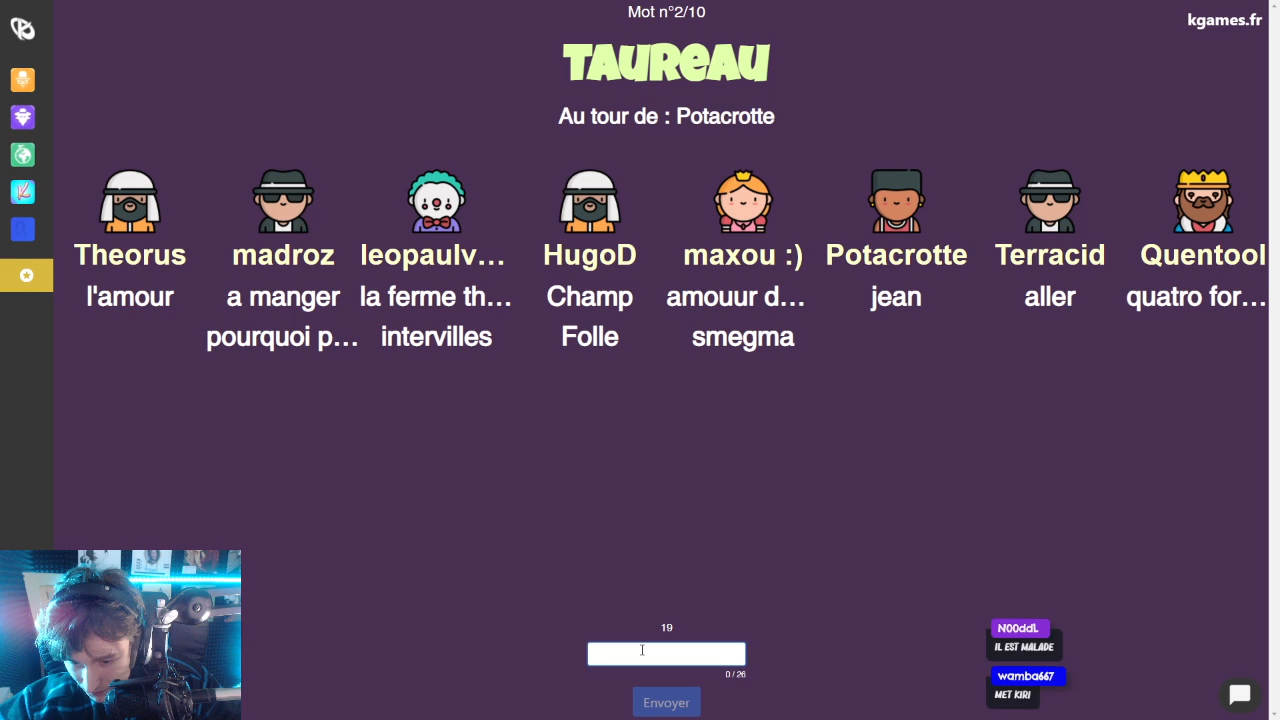 Mot n°2/10
kgames.fr
TAUREAU
Au tour de : Potacrotte
Theorus
madroz
leopaulv...
HugoD
maxou :)
Potacrotte
Terracid
Quentool
l'amour
a manger
la ferme th...
Champ
amouur d...
jean
aller
quatro for...
pourquoi p...
intervilles
Folle
smegma
19
0 / 26
Envoyer
N00ddL
IL EST MALADE
wamba667
MET KIRI